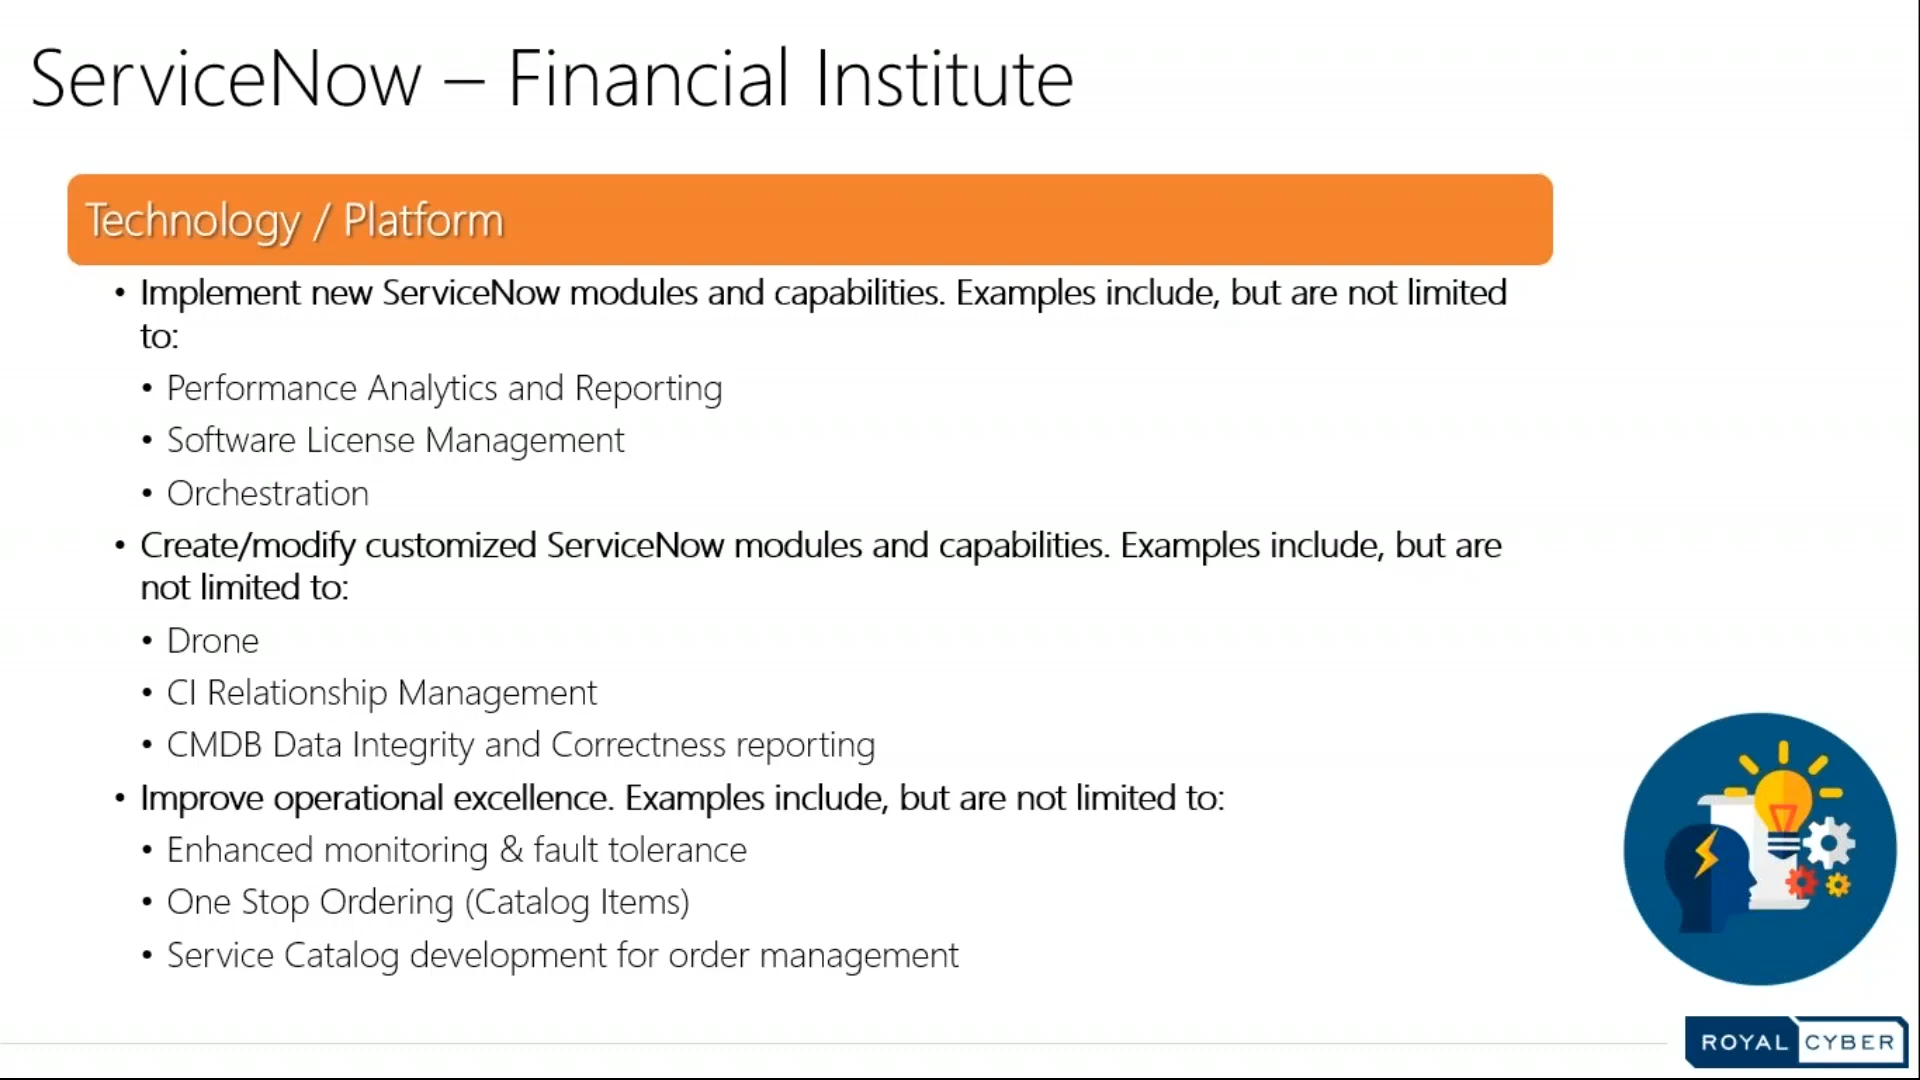 ServiceNow – Financial Institute
Technology / Platform
• Implement new ServiceNow modules and capabilities. Examples include, but are not limited
to:
• Performance Analytics and Reporting
• Software License Management
• Orchestration
• Create/modify customized ServiceNow modules and capabilities. Examples include, but are
not limited to:
• Drone
• CI Relationship Management
• CMDB Data Integrity and Correctness reporting
• Improve operational excellence. Examples include, but are not limited to:
• Enhanced monitoring & fault tolerance
• One Stop Ordering (Catalog Items)
• Service Catalog development for order management
ROYAL CYBER